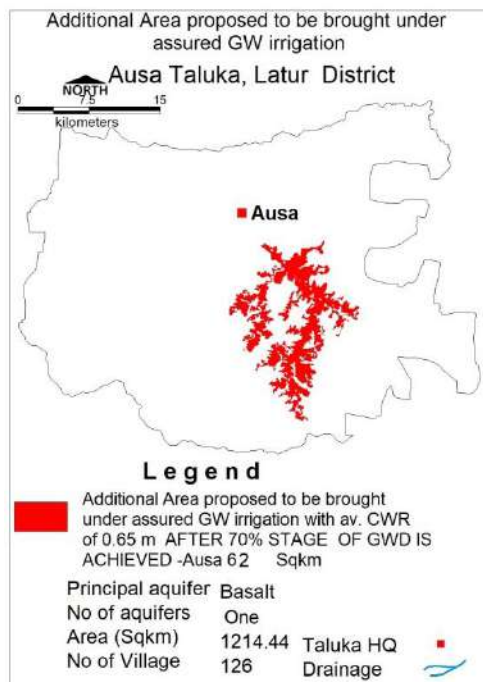 Additional Area proposed to be brought under
assured GW irrigation
Ausa Taluka, Latur District
NORTH
0 7.5 15
kilometers
Ausa
Legend
Additional Area proposed to be brought
under assured GW irrigation with av. CWR
of 0.65 m AFTER 70% STAGE OF GWD IS
ACHIEVED -Ausa 62 Sqkm
Principal aquifer Basalt
No of aquifers One
Area (Sqkm) 1214.44 Taluka HQ
No of Village 126 Drainage